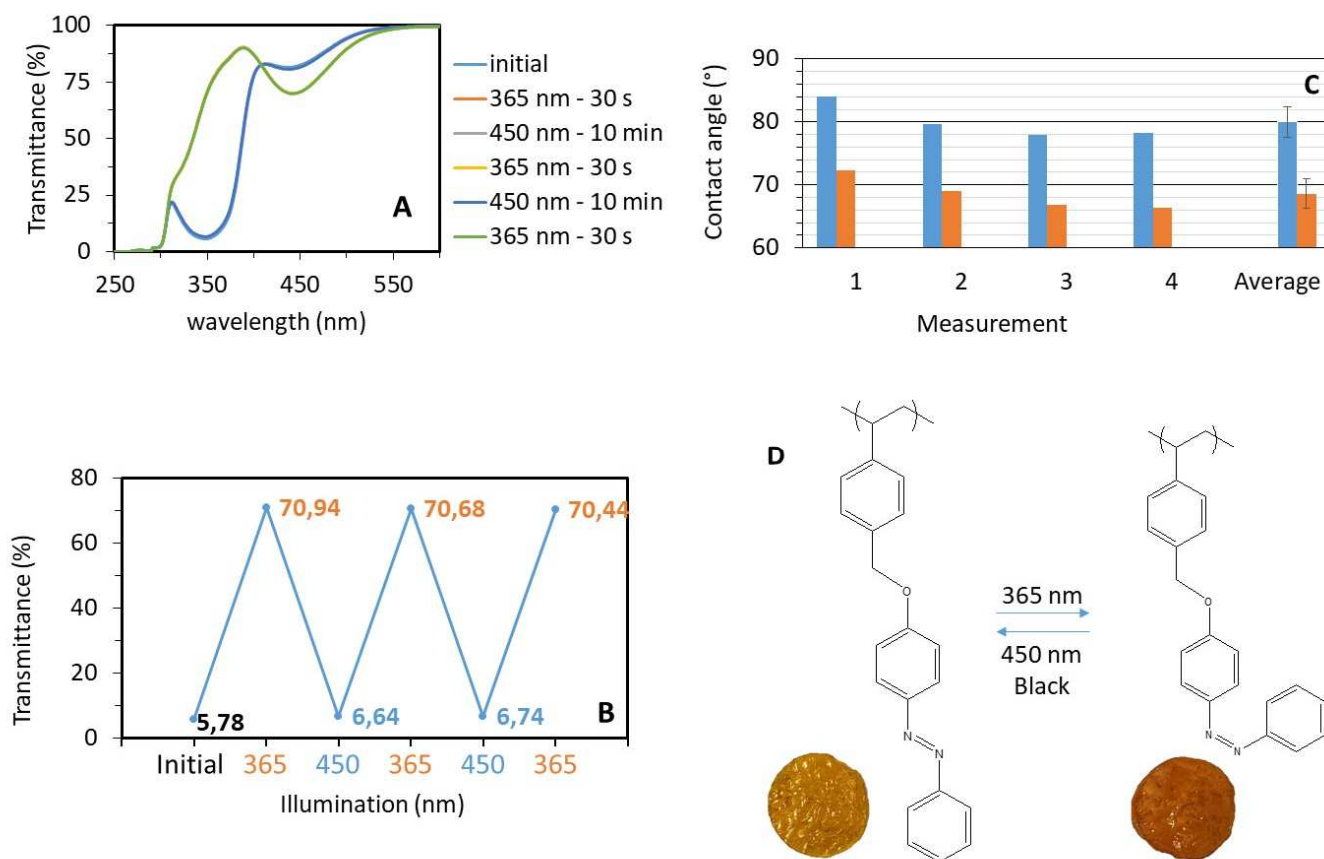 100
75
50
25
0
Transmittance (%)
250
350
450
550
wavelength (nm)
A
initial
365 nm - 30 s
450 nm - 10 min
365 nm - 30 s
450 nm - 10 min
365 nm - 30 s
90
80
70
60
Contact angle (°)
C
1
2
3
4
Average
Measurement
80
60
40
20
0
Transmittance (%)
5,78
70,94
6,64
70,68
6,74
70,44
B
Initial
365
450
365
450
365
Illumination (nm)
D
O
N
N
365 nm
450 nm
Black
O
N
N